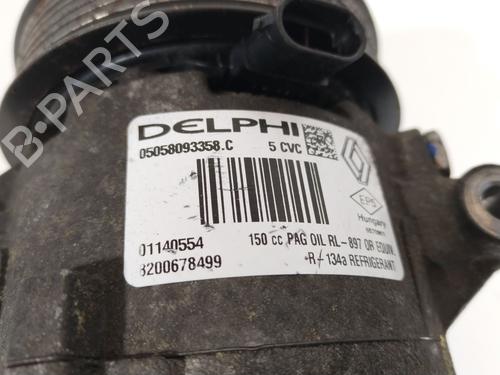 B-PARTS
DELPHI
05058093358.C 5 CVC
EPS
Hungary
01140554 150 cc PAG OIL RL-897 OR EQUIV.
8200678499 R-134a REFRIGERANT